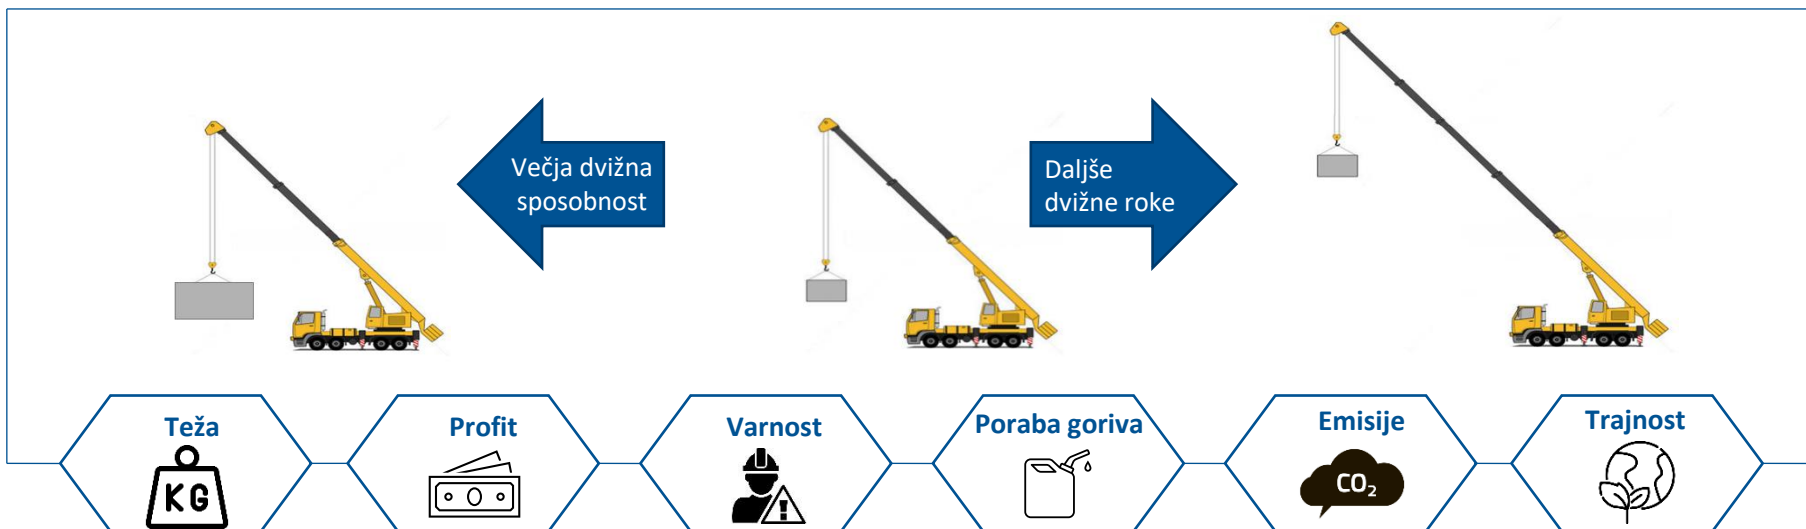 Večja dvižna
sposobnost
Daljše
dvižne roke
Teža
KG
Profit
Varnost
Poraba goriva
Emisije
CO₂
Trajnost